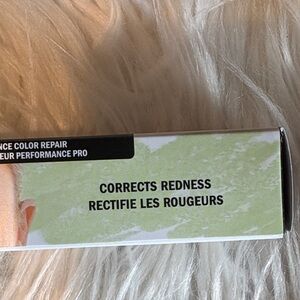 NCE COLOR REPAIR
EUR PERFORMANCE PRO
CORRECTS REDNESS
RECTIFIE LES ROUGEURS